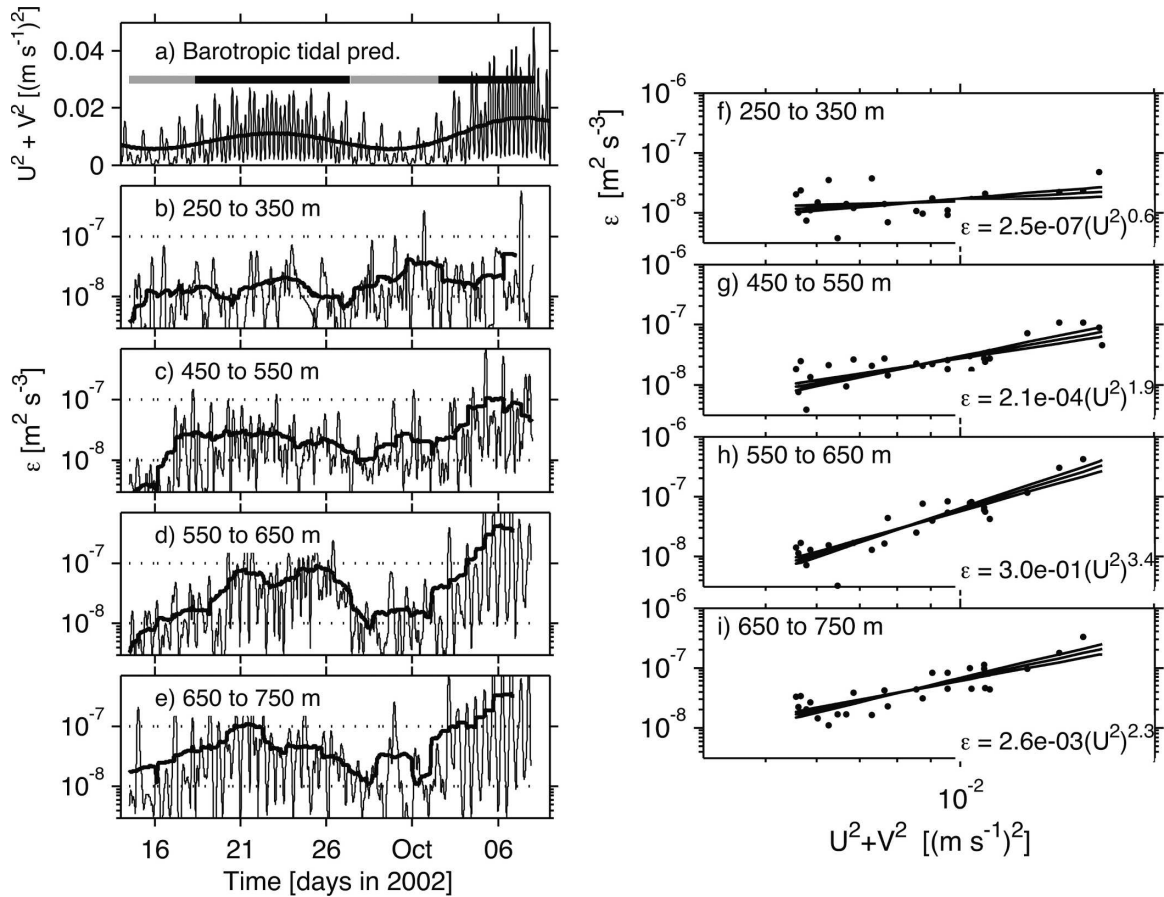 U² + V² [(m s⁻¹)²]
0.04
0.02
0
a) Barotropic tidal pred.
b) 250 to 350 m
10⁻⁷
10⁻⁸
c) 450 to 550 m
10⁻⁷
10⁻⁸
ε [m² s⁻³]
d) 550 to 650 m
10⁻⁷
10⁻⁸
e) 650 to 750 m
10⁻⁷
10⁻⁸
16 21 26 Oct 06
Time [days in 2002]
ε [m² s⁻³]
10⁻⁶
f) 250 to 350 m
10⁻⁷
10⁻⁸
ε = 2.5e-07(U²)⁰·⁶
10⁻⁶
g) 450 to 550 m
10⁻⁷
10⁻⁸
ε = 2.1e-04(U²)¹·⁹
10⁻⁶
h) 550 to 650 m
10⁻⁷
10⁻⁸
ε = 3.0e-01(U²)³·⁴
10⁻⁶
i) 650 to 750 m
10⁻⁷
10⁻⁸
ε = 2.6e-03(U²)²·³
10⁻²
U²+V² [(m s⁻¹)²]